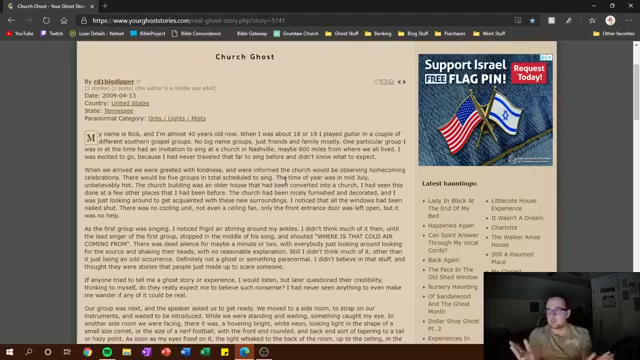 Church Ghost - Your Ghost Stories
https://www.yourghoststories.com/real-ghost-story.php?story=5741
YouTube
Twitch
Loan Details
Netwet
BibleProject
Bible Concordance
Gramlaw Church
Ghost Stuff
Banking
Gaming
Other favorites
Church Ghost
By rd1bigdipper
(1 stories) (1 posts) (the author is a middle age adult)
Date: 2009-04-13
Country: United States
State: Tennessee
Paranormal Category: Orbs / Lights / Mists
My name is Rick, and I'm almost 40 years old now. When I was about 18 or 19 I played guitar in a couple of
different southern gospel groups. No big name groups, just friends and family mostly. One particular group I
was in at the time had an invitation to sing at a church in Nashville, maybe 800 miles from where we all lived. I
was excited to go, because I had never traveled that far to sing before and didn't know what to expect.
When we arrived we were greeted with kindness, and were informed the church would be observing homecoming
celebrations. There would be five groups in total scheduled to sing. The time of year was in mid July,
unbelievably hot. The church building was an older house that had been converted into a church, I had seen this
done at a few other places that I had been before. The church had been nicely furnished and decorated, and I
was just looking around to get acquainted with these new surroundings. I noticed that all the windows had been
nailed shut. There was no cooling unit, not even a ceiling fan, only the front entrance door was left open, but it
was no help.
As the first group was singing, I noticed frigid air stirring around my ankles. I didn't think much of it then, until
the lead singer of the first group, stopped in the middle of his song, and shouted "WHERE IS THAT COLD AIR
COMING FROM". There was dead silence for maybe a minute or two, with everybody just looking around looking
for the source and shaking their heads, with no reasonable explanation. Still I didn't think much of it, other than
it just being an odd occurrence. Definitely not a ghost or something paranormal. I didn't believe in that stuff, and
thought they were stories that people just made up to scare someone.
If anyone tried to tell me a ghost story or experience, I would listen, but later questioned their credibility,
thinking to myself, do they really expect me to believe such nonsense? I had never seen anything to even make
me wander if any of it could be real.
Our group was next, and the speaker asked us to get ready. We moved to a side room, to strap on our
instruments, and waited to be introduced. While we were standing and waiting, something caught my eye. In
another side room we were facing, there it was, a hovering light, white neon, looking in the shape of a
small size comet, or the size of a nerf football, with the front end rounded, and back end sort of tapering to a tail
or hazy point. As soon as my eyes fixed on it, the light whisked to the back of the room, up to the ceiling, in the
Support Israel
FREE FLAG PIN!
Request Today!
Latest Ghost Stories
Lady In Black At The End Of My Bed
Happened Again
Can Spirit Answer Through My Vocal Cords?
Back Again
The Face In The Old Shed Window
Nursery Haunting
Of Sandalwood And The Ghost Month
Dollar Shop Ghost Pt. 2
Experiences In
Littlecote House Experience
Charlotte
The Walker Ames House
Still A Haunted Place